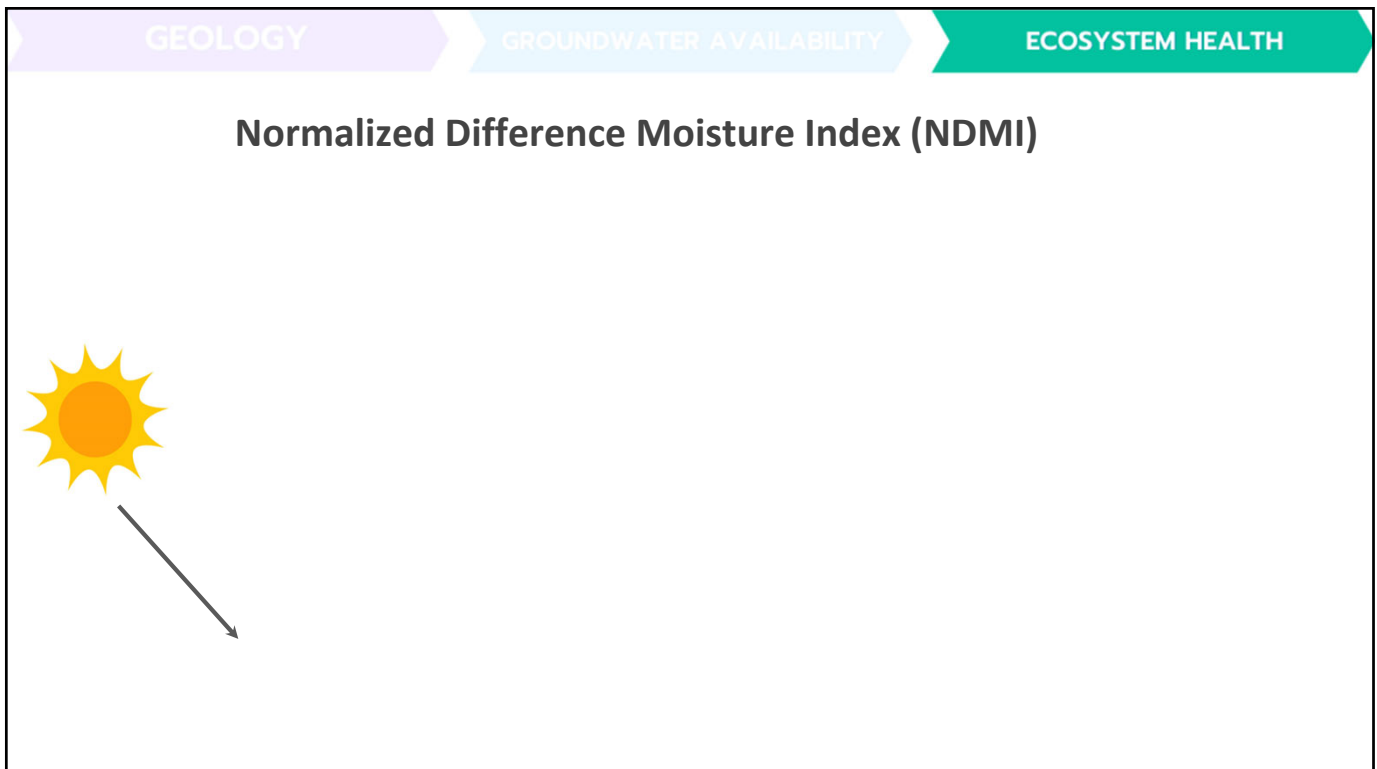 GEOLOGY
GROUNDWATER AVAILABILITY
ECOSYSTEM HEALTH
Normalized Difference Moisture Index (NDMI)